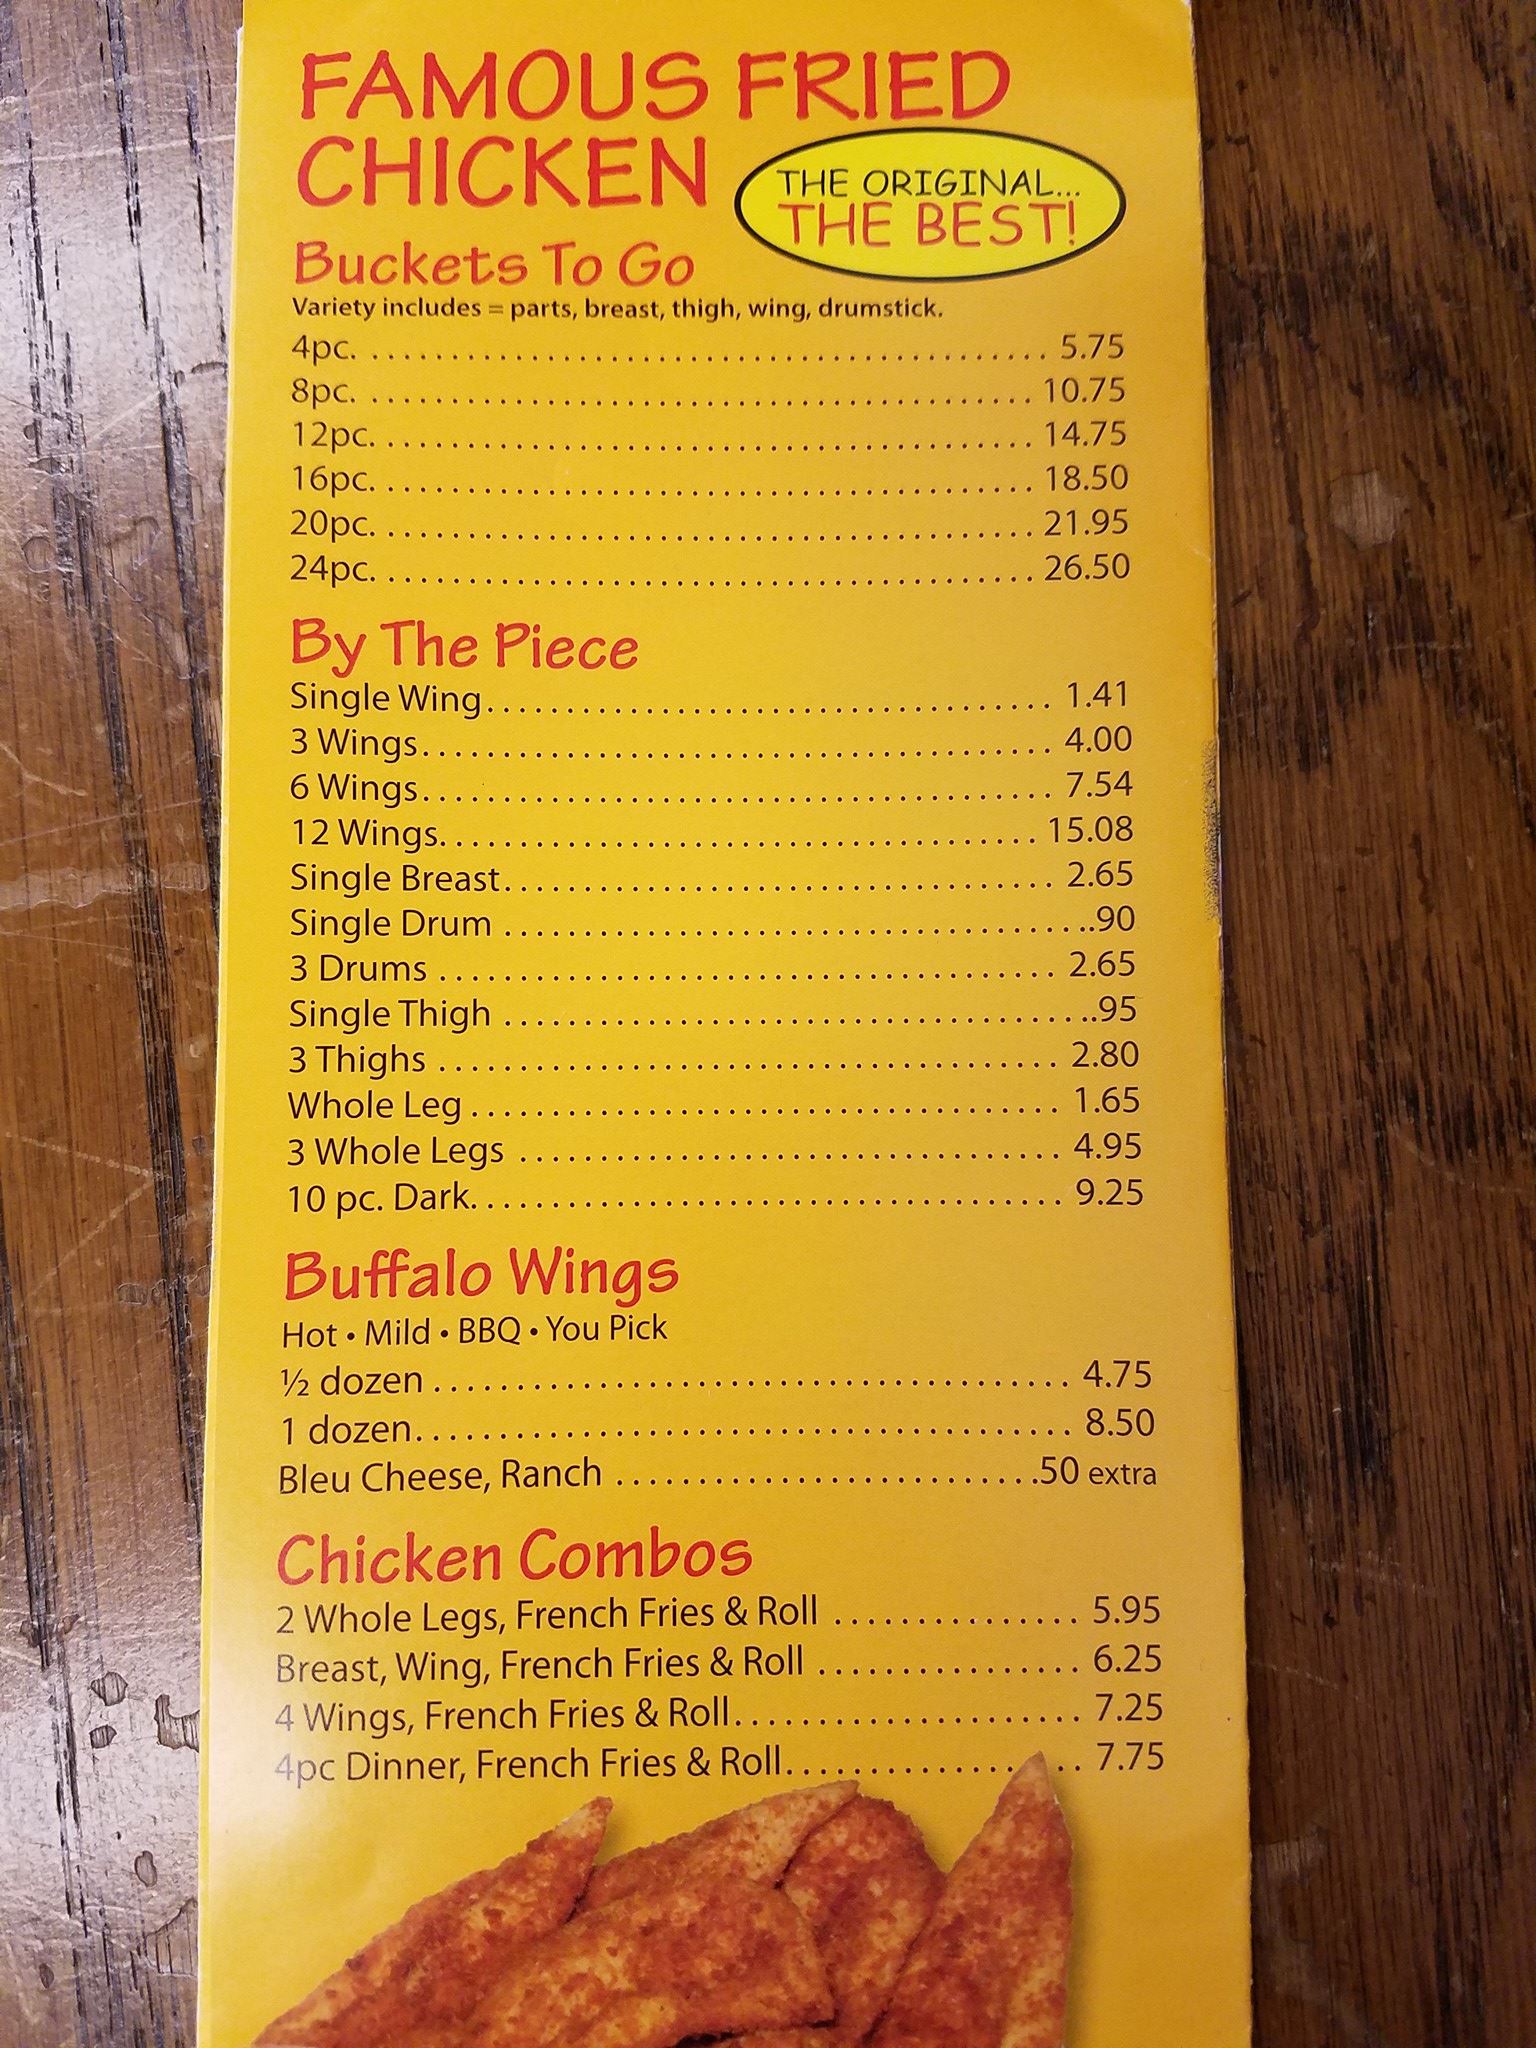 FAMOUS FRIED
CHICKEN
THE ORIGINAL...
THE BEST!
Buckets To Go
Variety includes = parts, breast, thigh, wing, drumstick.
4pc. 5.75
8pc. 10.75
12pc. 14.75
16pc. 18.50
20pc. 21.95
24pc. 26.50
By The Piece
Single Wing 1.41
3 Wings 4.00
6 Wings 7.54
12 Wings 15.08
Single Breast 2.65
Single Drum .90
3 Drums 2.65
Single Thigh .95
3 Thighs 2.80
Whole Leg 1.65
3 Whole Legs 4.95
10 pc. Dark 9.25
Buffalo Wings
Hot • Mild • BBQ • You Pick
½ dozen 4.75
1 dozen 8.50
Bleu Cheese, Ranch .50 extra
Chicken Combos
2 Whole Legs, French Fries & Roll 5.95
Breast, Wing, French Fries & Roll 6.25
4 Wings, French Fries & Roll 7.25
4pc Dinner, French Fries & Roll 7.75